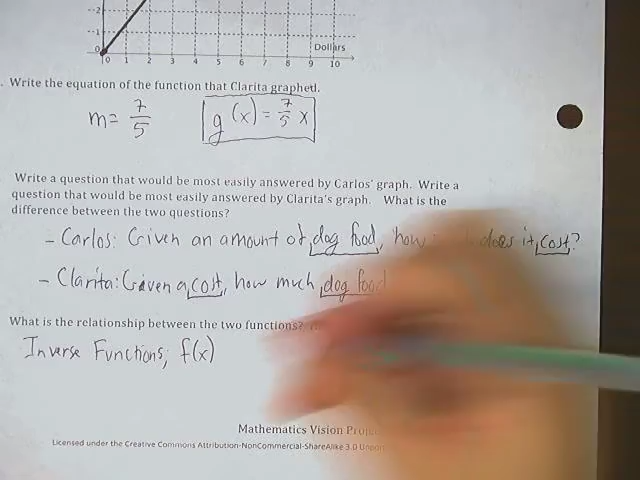 2
1
0
0 1 2 3 4 5 6 7 8 9 10
Dollars
. Write the equation of the function that Clarita graphed.
m= 7/5 g(x)= 7/5 x
Write a question that would be most easily answered by Carlos' graph. Write a
question that would be most easily answered by Clarita's graph. What is the
difference between the two questions?
- Carlos: Given an amount of dog food, how does it cost?
- Clarita: Given a cost, how much dog food
What is the relationship between the two functions?
Inverse Functions, f(x)
Mathematics Vision
Licensed under the Creative Commons Attribution-NonCommercial-ShareAlike 3.0